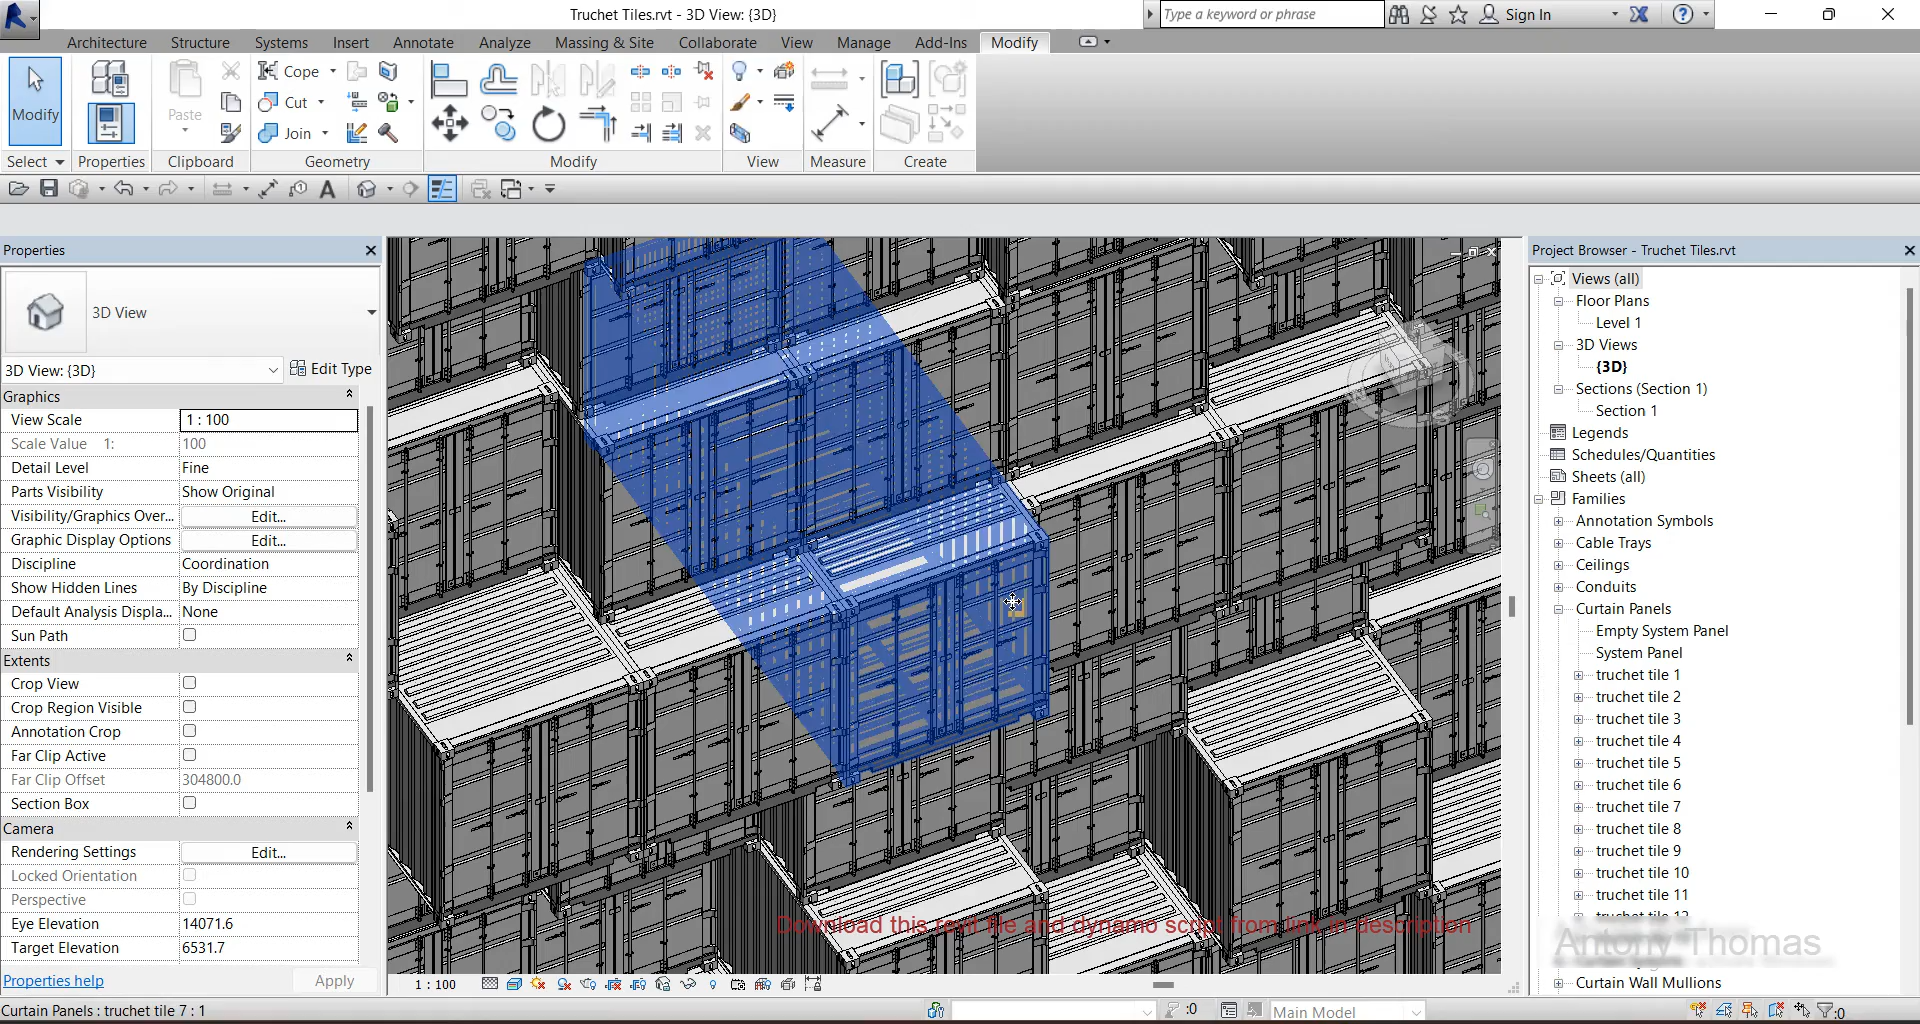 Truchet Tiles.rvt - 3D View: {3D}
Type a keyword or phrase
Sign In
Architecture Structure Systems Insert Annotate Analyze Massing & Site Collaborate View Manage Add-Ins Modify
Modify
Paste
Cope
Cut
Join
Select Properties Clipboard Geometry Modify View Measure Create
Properties
3D View
3D View: {3D}
Edit Type
Graphics
View Scale 1 : 100
Scale Value 1: 100
Detail Level Fine
Parts Visibility Show Original
Visibility/Graphics Over... Edit...
Graphic Display Options Edit...
Discipline Coordination
Show Hidden Lines By Discipline
Default Analysis Displa... None
Sun Path
Extents
Crop View
Crop Region Visible
Annotation Crop
Far Clip Active
Far Clip Offset 304800.0
Section Box
Camera
Rendering Settings Edit...
Locked Orientation
Perspective
Eye Elevation 14071.6
Target Elevation 6531.7
Properties help
Apply
Download this revit file and dynamo script from link in description
1 : 100
Project Browser - Truchet Tiles.rvt
Views (all)
Floor Plans
Level 1
3D Views
{3D}
Sections (Section 1)
Section 1
Legends
Schedules/Quantities
Sheets (all)
Families
Annotation Symbols
Cable Trays
Ceilings
Conduits
Curtain Panels
Empty System Panel
System Panel
truchet tile 1
truchet tile 2
truchet tile 3
truchet tile 4
truchet tile 5
truchet tile 6
truchet tile 7
truchet tile 8
truchet tile 9
truchet tile 10
truchet tile 11
truchet tile 12
Antony Thomas
Curtain Wall Mullions
Curtain Panels : truchet tile 7 : 1
:0
Main Model
:0